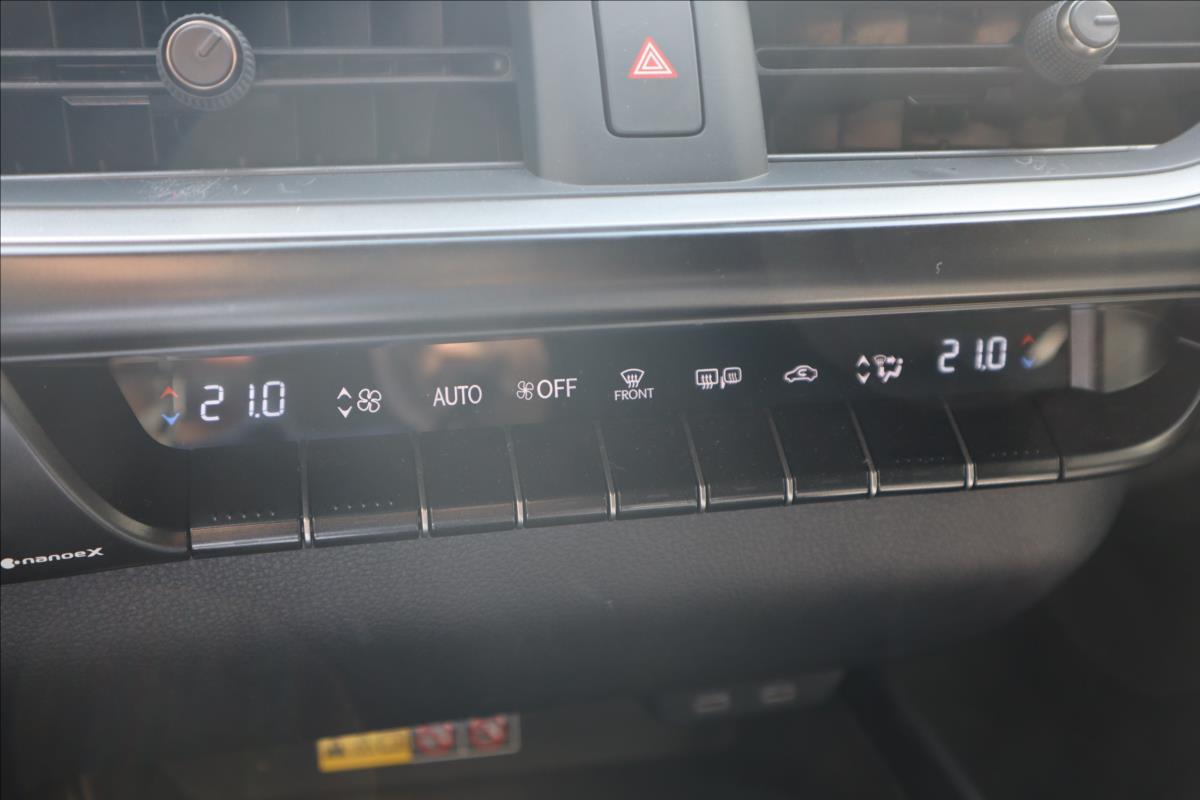 21.0 AUTO OFF FRONT 21.0
nanoeX